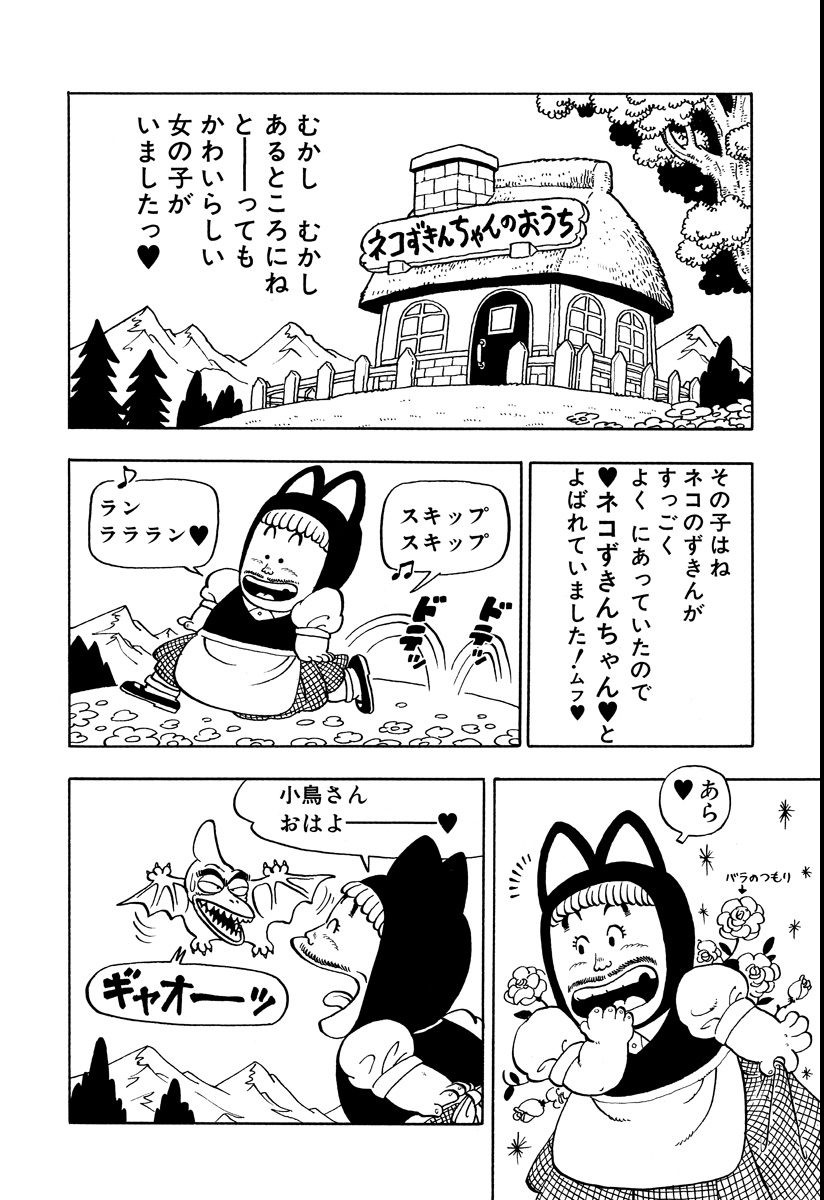 むかし　むかし
あるところにね
と――っても
かわいらしい
女の子が
いましたっ♥
ネコずきんちゃんのおうち
その子はね
ネコのずきんが
すっごく
よく にあっていたので
♥ネコずきんちゃん♥と
よばれていました！ムフ♥
スキップ
スキップ
♫
ドキッ
ドキッ
♪
ラン
ラララン♥
あら
♥
バラのつもり
小鳥さん
おはよ――――♥
ギャオーッ